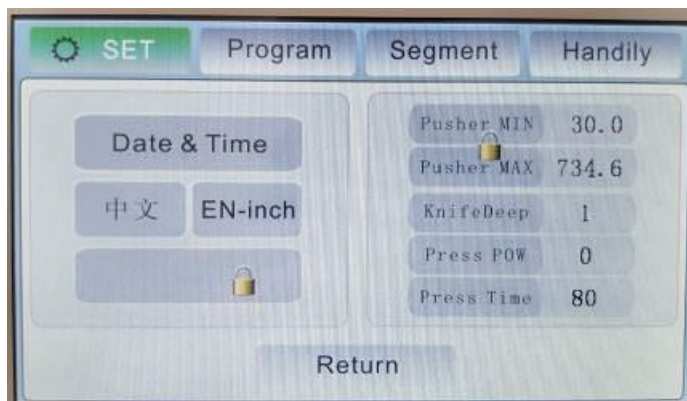 SET Program Segment Handily
Date & Time
中文 EN-inch
Pusher MIN 30.0
Pusher MAX 734.6
KnifeDeep 1
Press POW 0
Press Time 80
Return